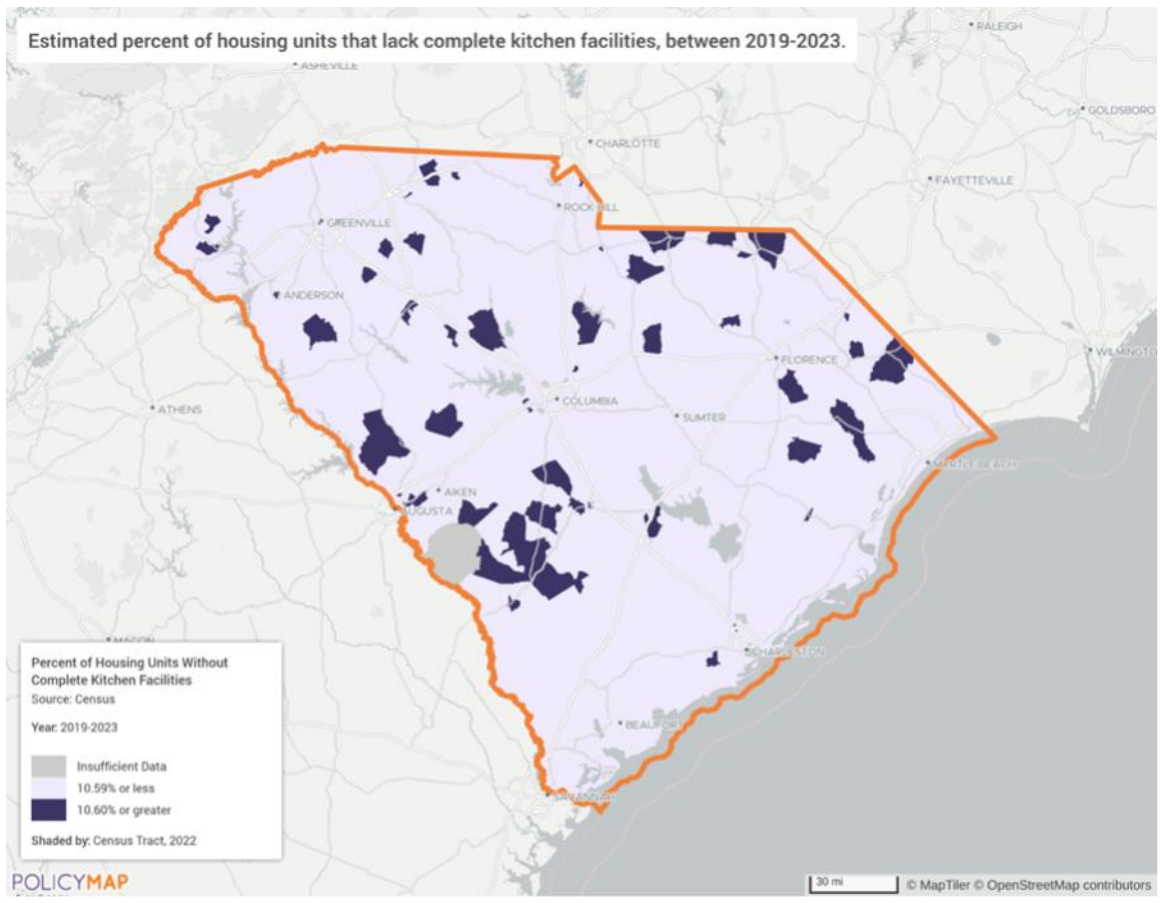 Estimated percent of housing units that lack complete kitchen facilities, between 2019-2023.
RALEIGH
ASHEVILLE
GOLDSBORO
CHARLOTTE
FAYETTEVILLE
ROCK HILL
GREENVILLE
ANDERSON
WILMINGTO
FLORENCE
ATHENS
COLUMBIA
SUMTER
MYRTLE BEACH
AIKEN
AUGUSTA
MACON
CHARLESTON
BEAUFORT
SAVANNAH
Percent of Housing Units Without
Complete Kitchen Facilities
Source: Census
Year: 2019-2023
Insufficient Data
10.59% or less
10.60% or greater
Shaded by: Census Tract, 2022
POLICYMAP
30 mi
© MapTiler © OpenStreetMap contributors